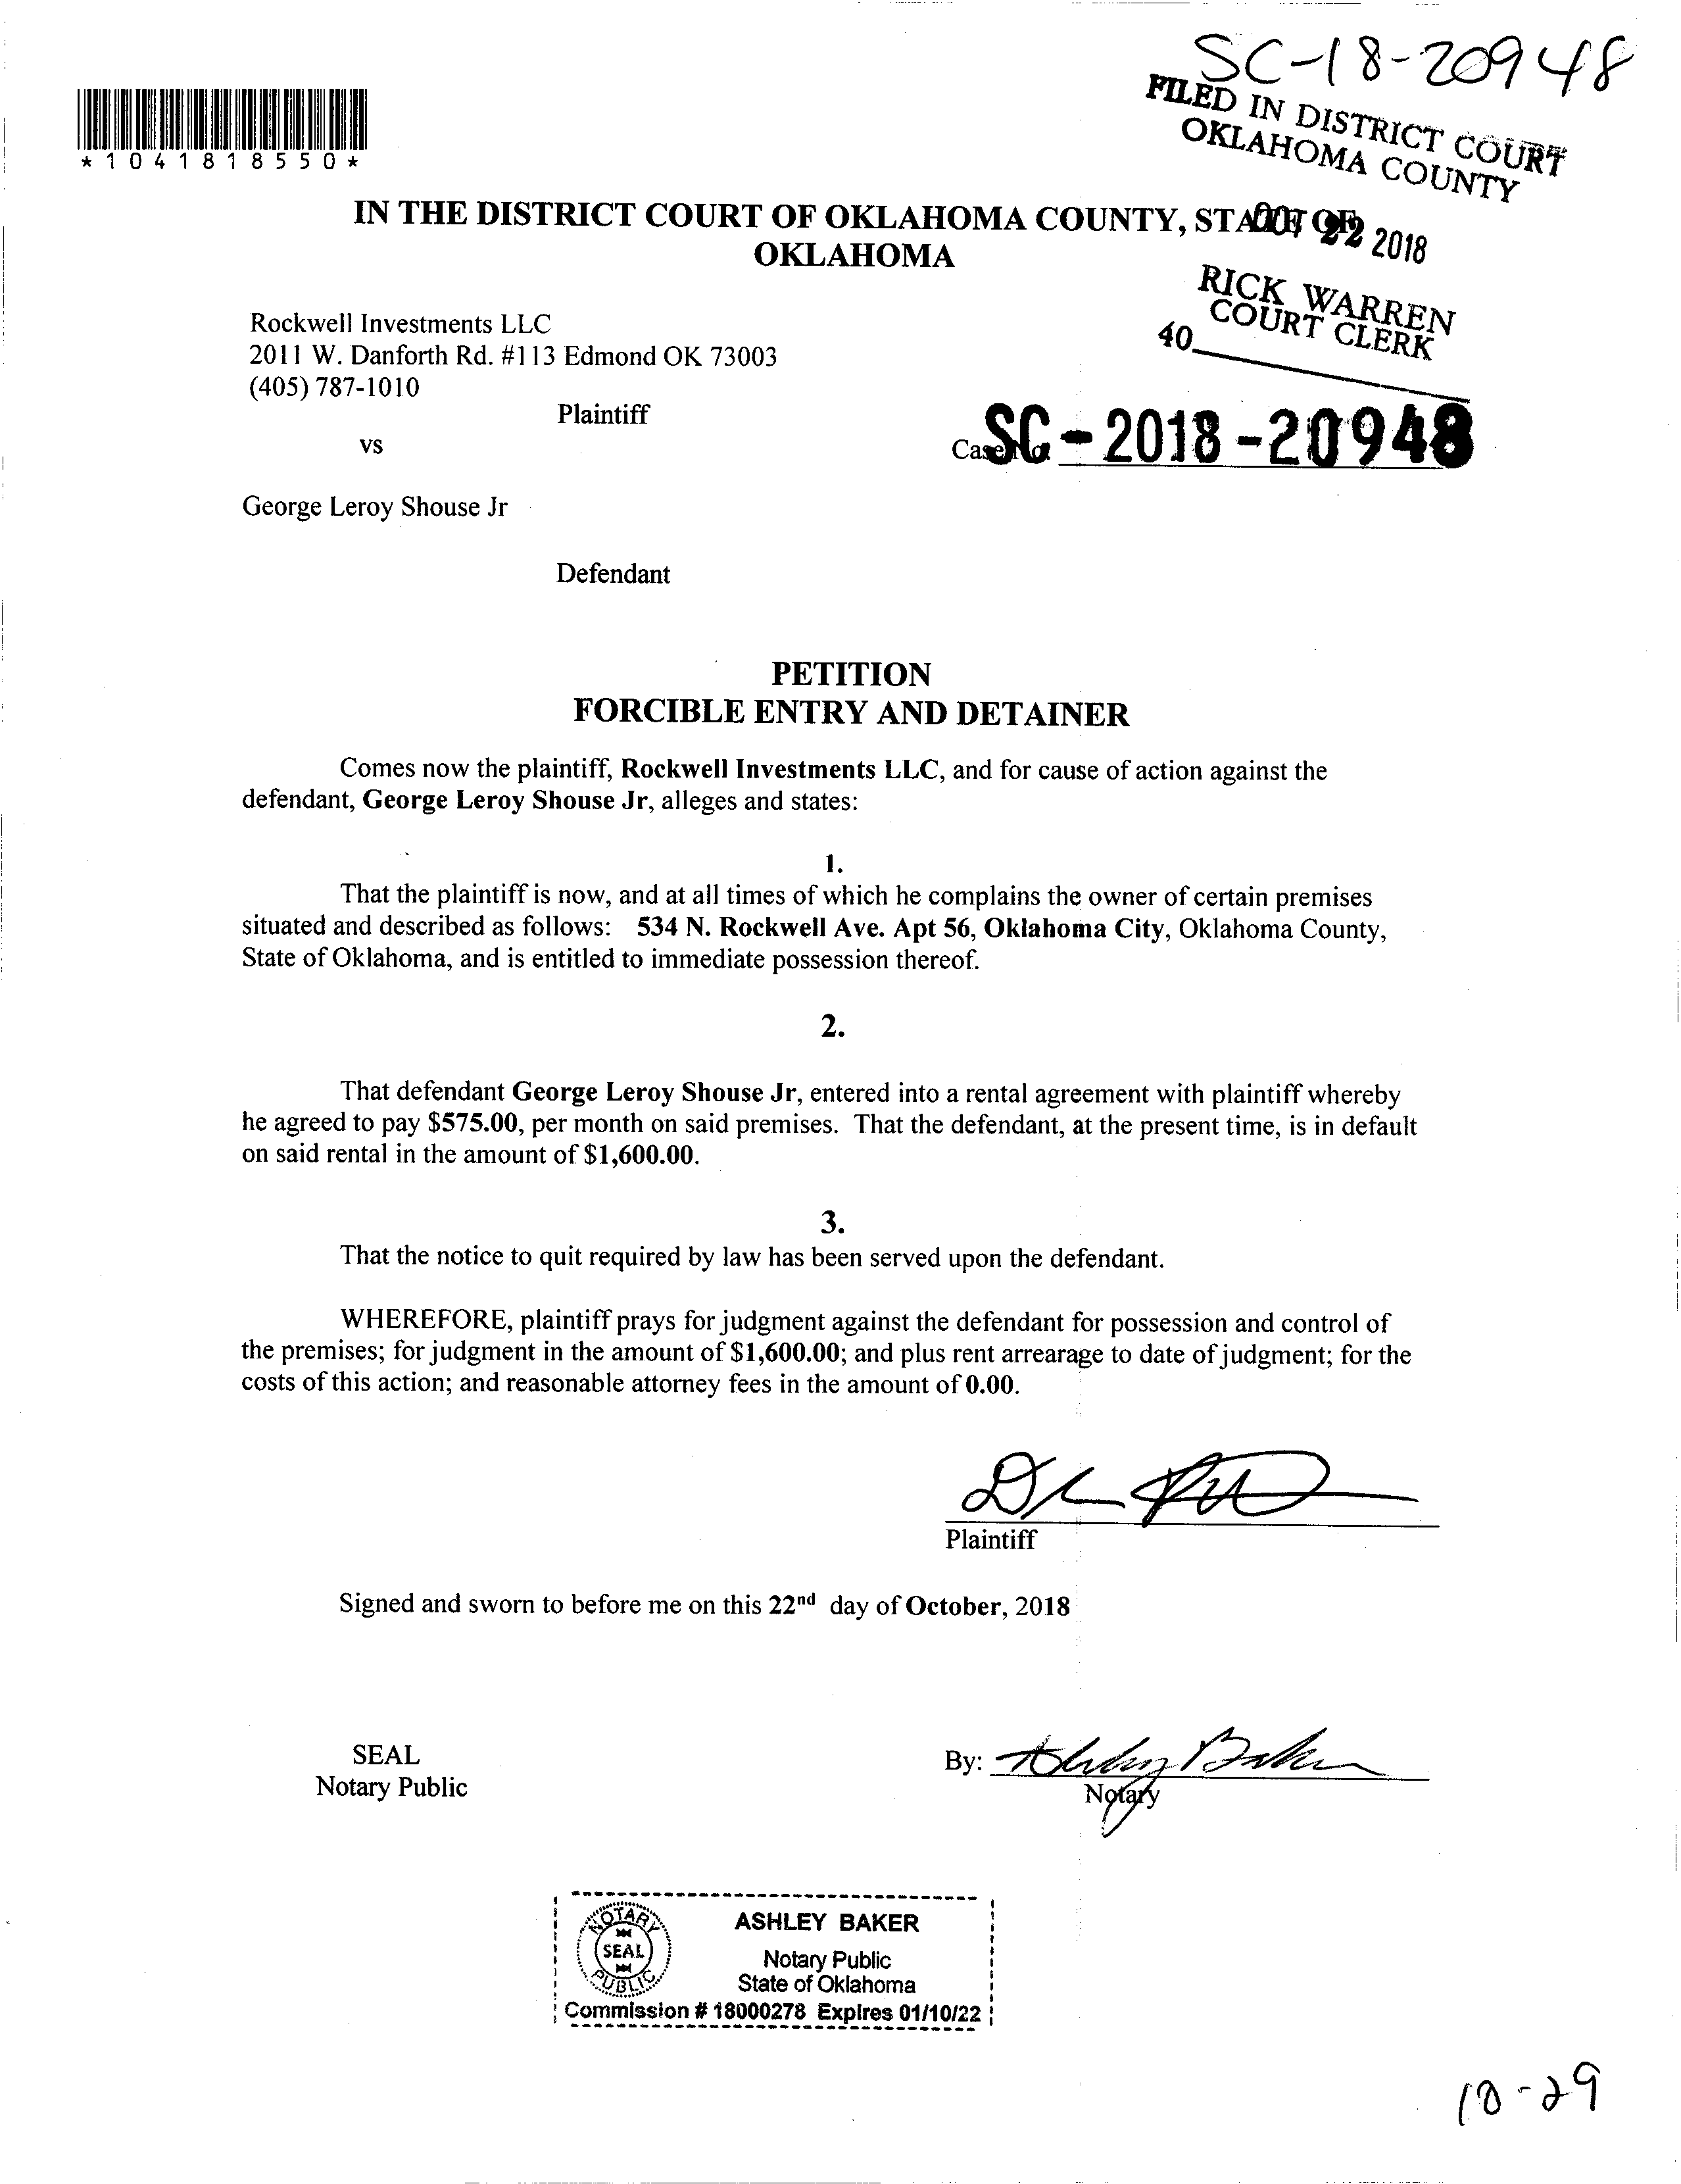 SC-18-20948
FILED IN DISTRICT COURT
OKLAHOMA COUNTY
*1041818550*
IN THE DISTRICT COURT OF OKLAHOMA COUNTY, STATE OF
OKLAHOMA
OCT 22 2018
RICK WARREN
COURT CLERK
40
Rockwell Investments LLC
2011 W. Danforth Rd. #113 Edmond OK 73003
(405) 787-1010
Plaintiff
vs
Case No. SC-2018-20948
George Leroy Shouse Jr
Defendant
PETITION
FORCIBLE ENTRY AND DETAINER
Comes now the plaintiff, Rockwell Investments LLC, and for cause of action against the
defendant, George Leroy Shouse Jr, alleges and states:
1.
That the plaintiff is now, and at all times of which he complains the owner of certain premises
situated and described as follows: 534 N. Rockwell Ave. Apt 56, Oklahoma City, Oklahoma County,
State of Oklahoma, and is entitled to immediate possession thereof.
2.
That defendant George Leroy Shouse Jr, entered into a rental agreement with plaintiff whereby
he agreed to pay $575.00, per month on said premises. That the defendant, at the present time, is in default
on said rental in the amount of $1,600.00.
3.
That the notice to quit required by law has been served upon the defendant.
WHEREFORE, plaintiff prays for judgment against the defendant for possession and control of
the premises; for judgment in the amount of $1,600.00; and plus rent arrearage to date of judgment; for the
costs of this action; and reasonable attorney fees in the amount of 0.00.
Plaintiff
Signed and sworn to before me on this 22nd day of October, 2018
SEAL
Notary Public
By: Ashley Baker
Notary
NOTARY
SEAL
PUBLIC
ASHLEY BAKER
Notary Public
State of Oklahoma
Commission # 18000278 Expires 01/10/22
10-29